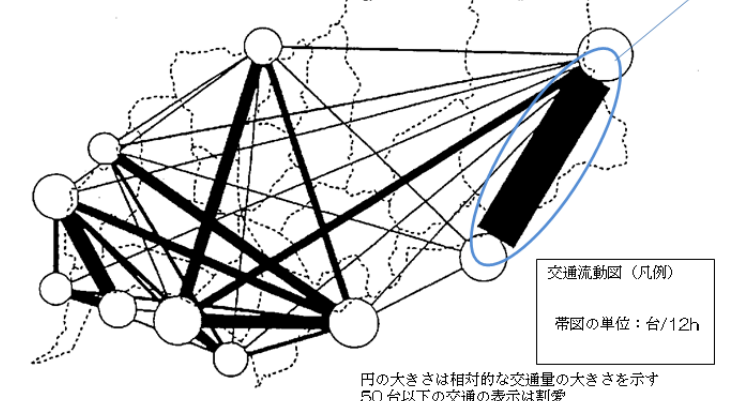 交通流動図（凡例）
帯図の単位：台/12h
円の大きさは相対的な交通量の大きさを示す
50台以下の交通の表示は割愛